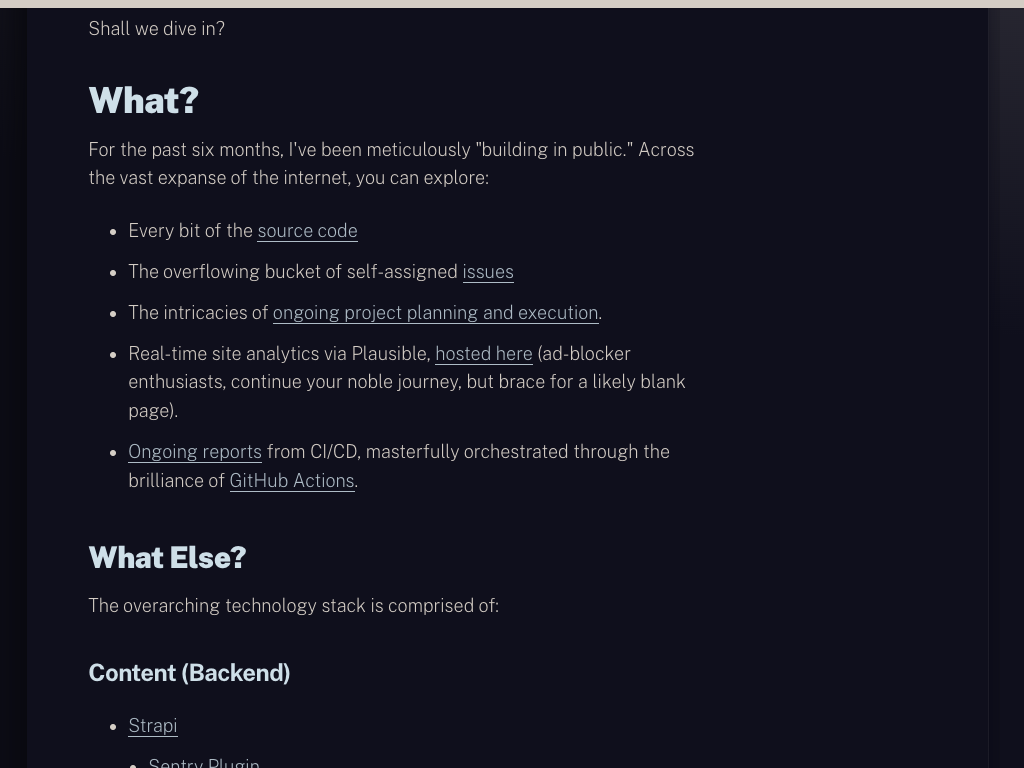 Shall we dive in?
What?
For the past six months, I've been meticulously "building in public." Across
the vast expanse of the internet, you can explore:
Every bit of the source code
The overflowing bucket of self-assigned issues
The intricacies of ongoing project planning and execution.
Real-time site analytics via Plausible, hosted here (ad-blocker
enthusiasts, continue your noble journey, but brace for a likely blank
page).
Ongoing reports from CI/CD, masterfully orchestrated through the
brilliance of GitHub Actions.
What Else?
The overarching technology stack is comprised of:
Content (Backend)
Strapi
Sentry Plugin